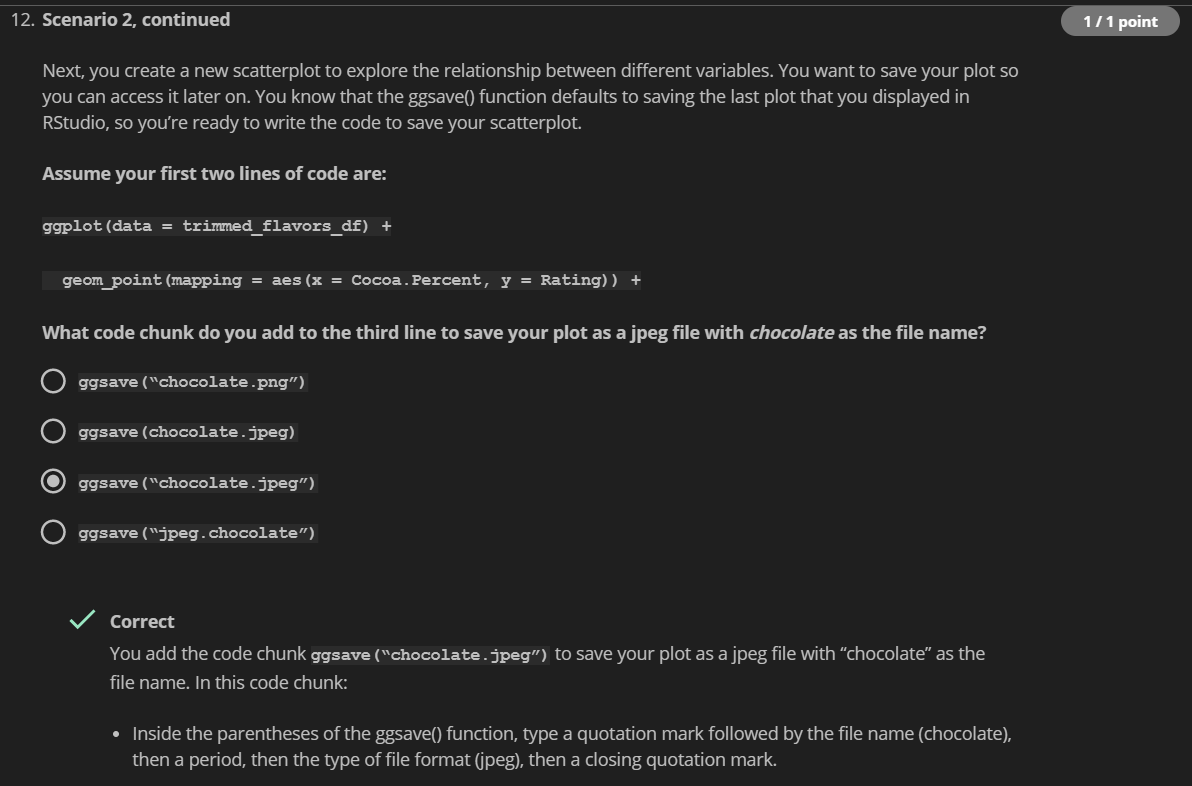 12. Scenario 2, continued
1 / 1 point
Next, you create a new scatterplot to explore the relationship between different variables. You want to save your plot so
you can access it later on. You know that the ggsave() function defaults to saving the last plot that you displayed in
RStudio, so you’re ready to write the code to save your scatterplot.
Assume your first two lines of code are:
ggplot(data = trimmed_flavors_df) +
geom_point(mapping = aes(x = Cocoa.Percent, y = Rating)) +
What code chunk do you add to the third line to save your plot as a jpeg file with chocolate as the file name?
ggsave(“chocolate.png”)
ggsave(chocolate.jpeg)
ggsave(“chocolate.jpeg”)
ggsave(“jpeg.chocolate”)
Correct
You add the code chunk ggsave(“chocolate.jpeg”) to save your plot as a jpeg file with “chocolate” as the
file name. In this code chunk:
• Inside the parentheses of the ggsave() function, type a quotation mark followed by the file name (chocolate),
then a period, then the type of file format (jpeg), then a closing quotation mark.